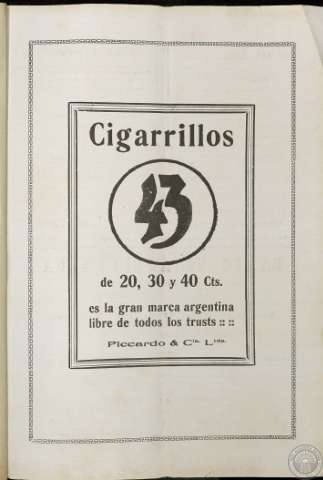 Cigarrillos
43
de 20, 30 y 40 Cts.
es la gran marca argentina
libre de todos los trusts :: ::
Piccardo & Cía. Ltda.